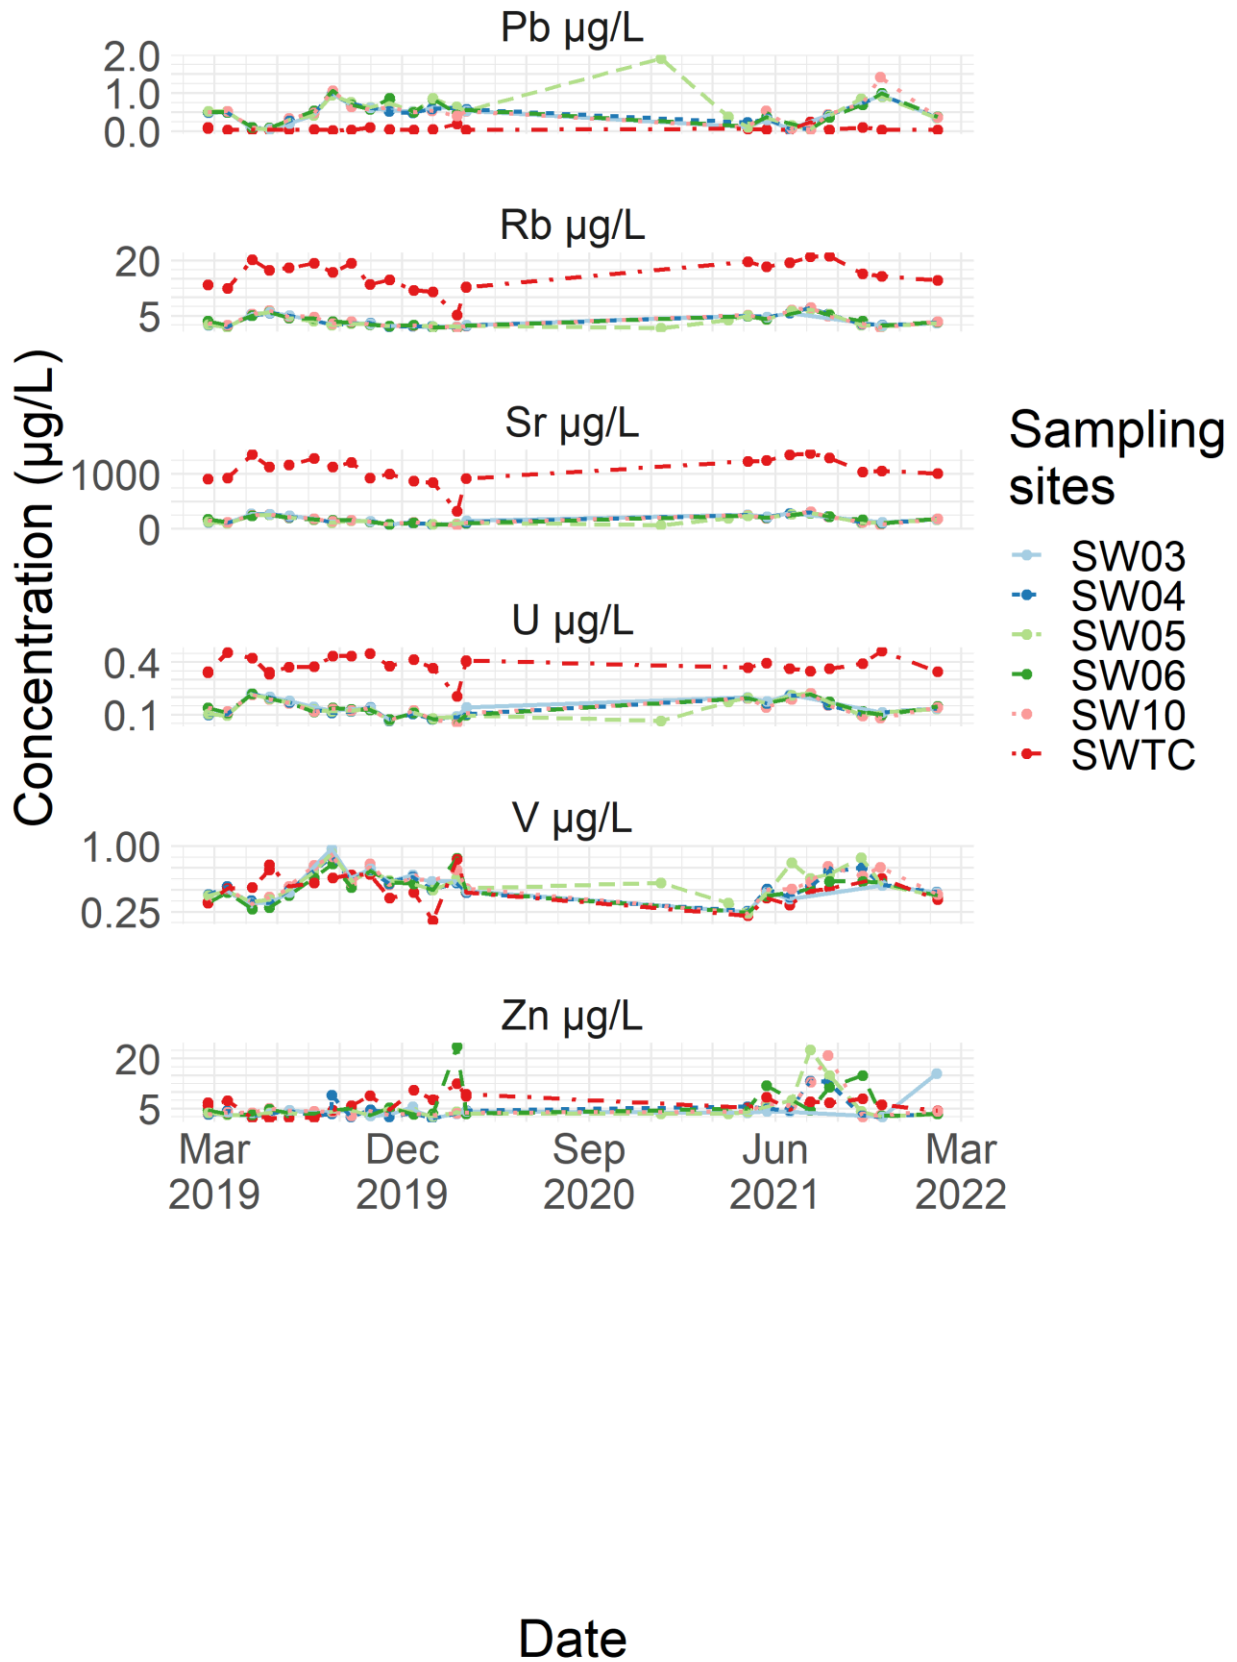 Pb µg/L
2.0
1.0
0.0
Rb µg/L
20
5
Sr µg/L
1000
0
U µg/L
0.4
0.1
V µg/L
1.00
0.25
Zn µg/L
20
5
Mar
2019
Dec
2019
Sep
2020
Jun
2021
Mar
2022
Concentration (µg/L)
Date
Sampling
sites
SW03
SW04
SW05
SW06
SW10
SWTC